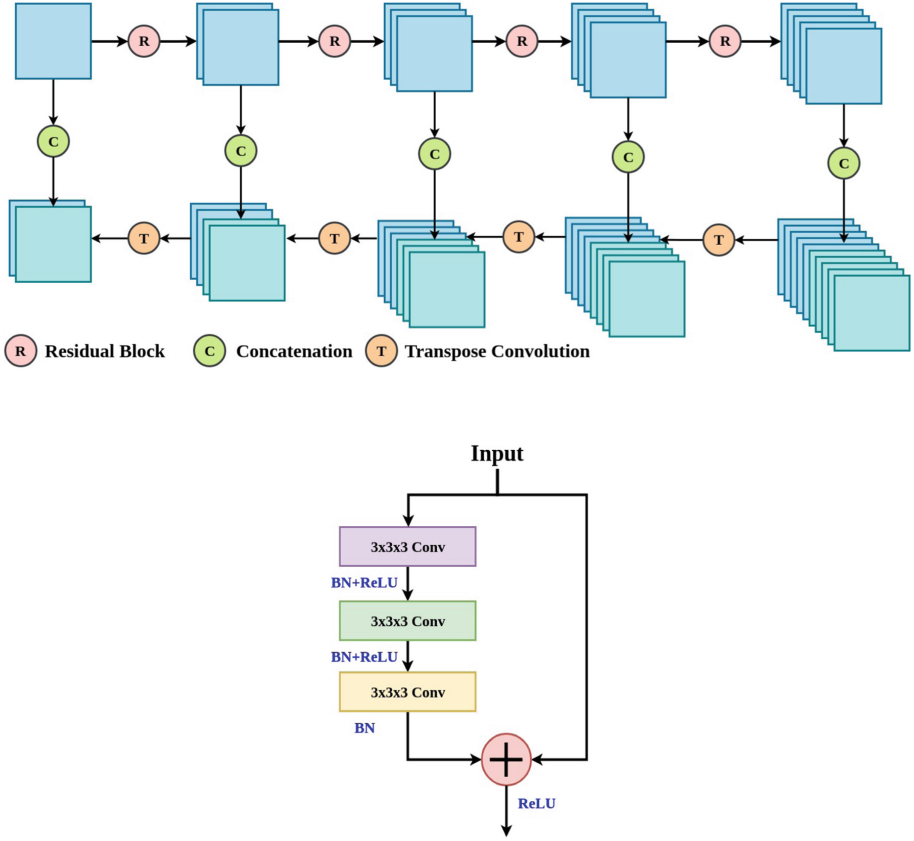 R R R R
C C C C C
T T T T
R Residual Block C Concatenation T Transpose Convolution
Input
3x3x3 Conv
BN+ReLU
3x3x3 Conv
BN+ReLU
3x3x3 Conv
BN
ReLU